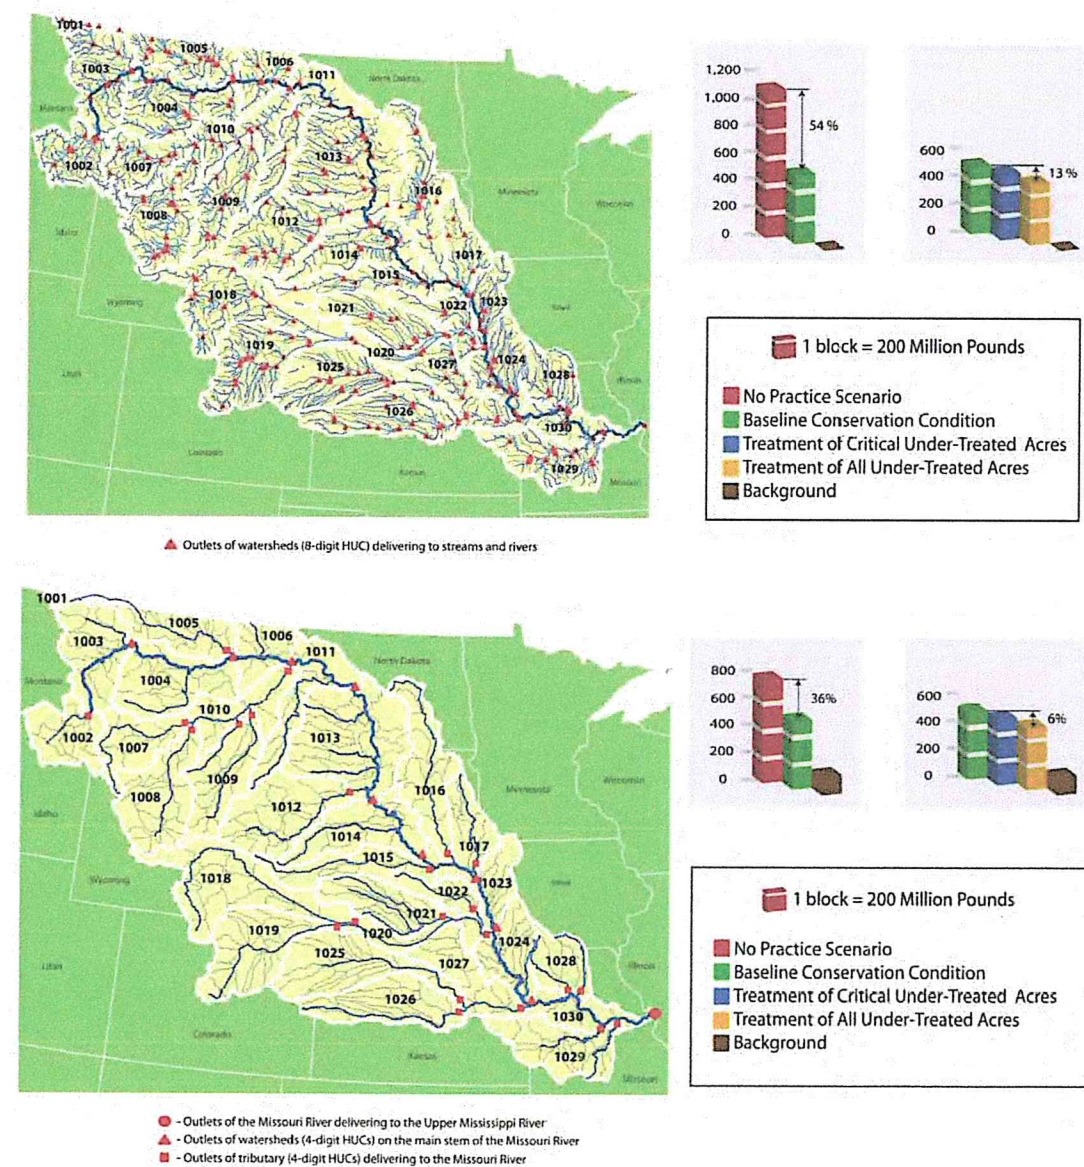 1001
1005
1003
1006
1011
North Dakota
Montana
1004
1010
1013
1002
1007
1016
Minnesota
Wisconsin
1008
1009
1012
Idaho
1014
1017
1015
1018
Wyoming
1021
1022
1023
1019
1020
1024
Utah
1025
1027
1028
Illinois
1026
1030
Colorado
Kansas
1029
Missouri
1,200
1,000
800
600
400
200
0
54 %
600
400
200
0
13 %
1 block = 200 Million Pounds
No Practice Scenario
Baseline Conservation Condition
Treatment of Critical Under-Treated Acres
Treatment of All Under-Treated Acres
Background
Outlets of watersheds (8-digit HUC) delivering to streams and rivers
1001
1005
1003
1006
1011
North Dakota
Montana
1004
1010
1002
1007
1013
Wisconsin
1009
1016
Minnesota
1008
1012
Idaho
1014
1017
1015
Wyoming
1018
1022
1023
1021
1019
1020
1024
1028
Utah
1025
1027
Illinois
1026
1030
Colorado
Kansas
1029
Missouri
800
600
400
200
0
36%
600
400
200
0
6%
1 block = 200 Million Pounds
No Practice Scenario
Baseline Conservation Condition
Treatment of Critical Under-Treated Acres
Treatment of All Under-Treated Acres
Background
- Outlets of the Missouri River delivering to the Upper Mississippi River
- Outlets of watersheds (4-digit HUCs) on the main stem of the Missouri River
- Outlets of tributary (4-digit HUCs) delivering to the Missouri River